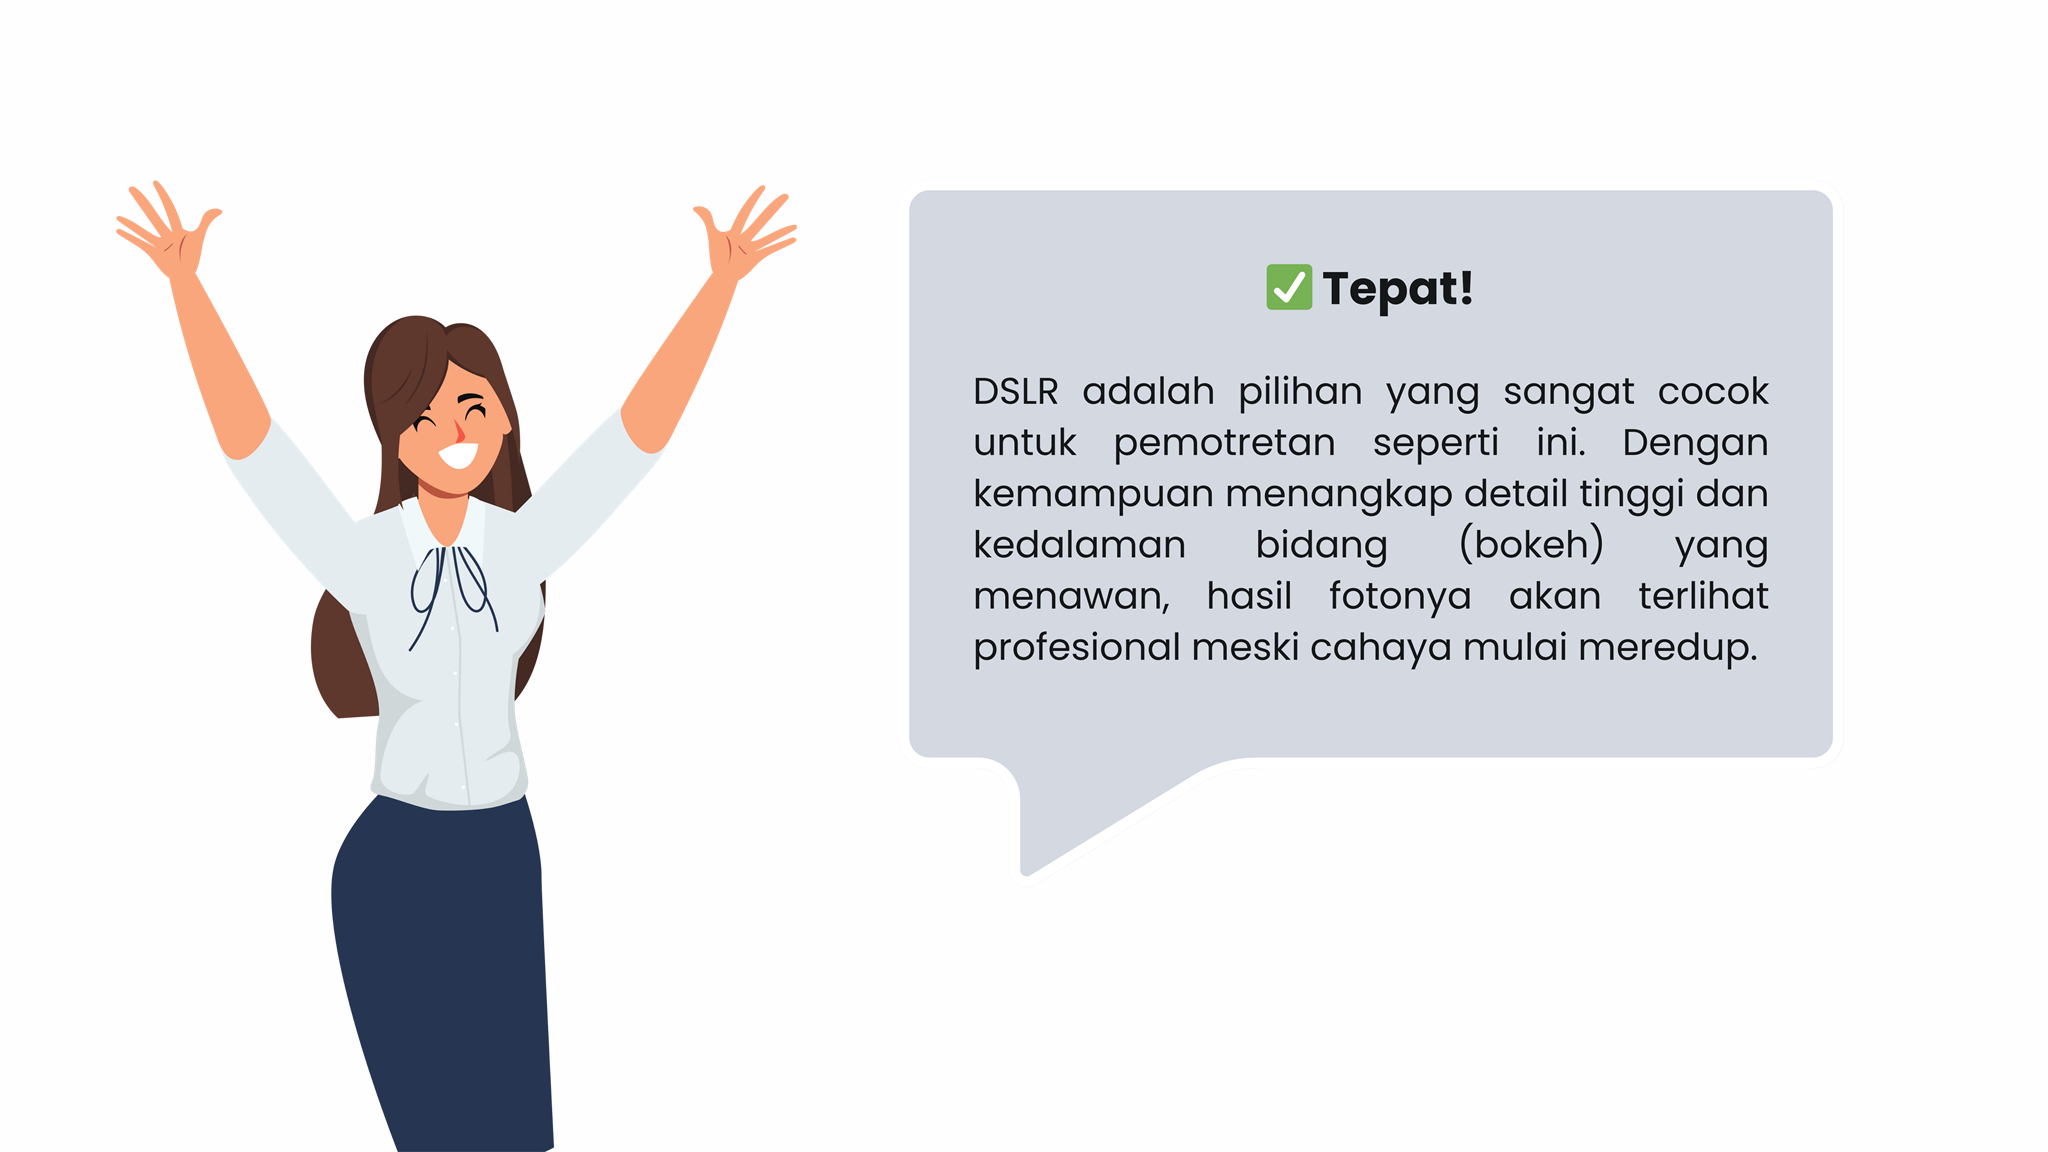 ✅ Tepat!
DSLR adalah pilihan yang sangat cocok
untuk pemotretan seperti ini. Dengan
kemampuan menangkap detail tinggi dan
kedalaman bidang (bokeh) yang
menawan, hasil fotonya akan terlihat
profesional meski cahaya mulai meredup.